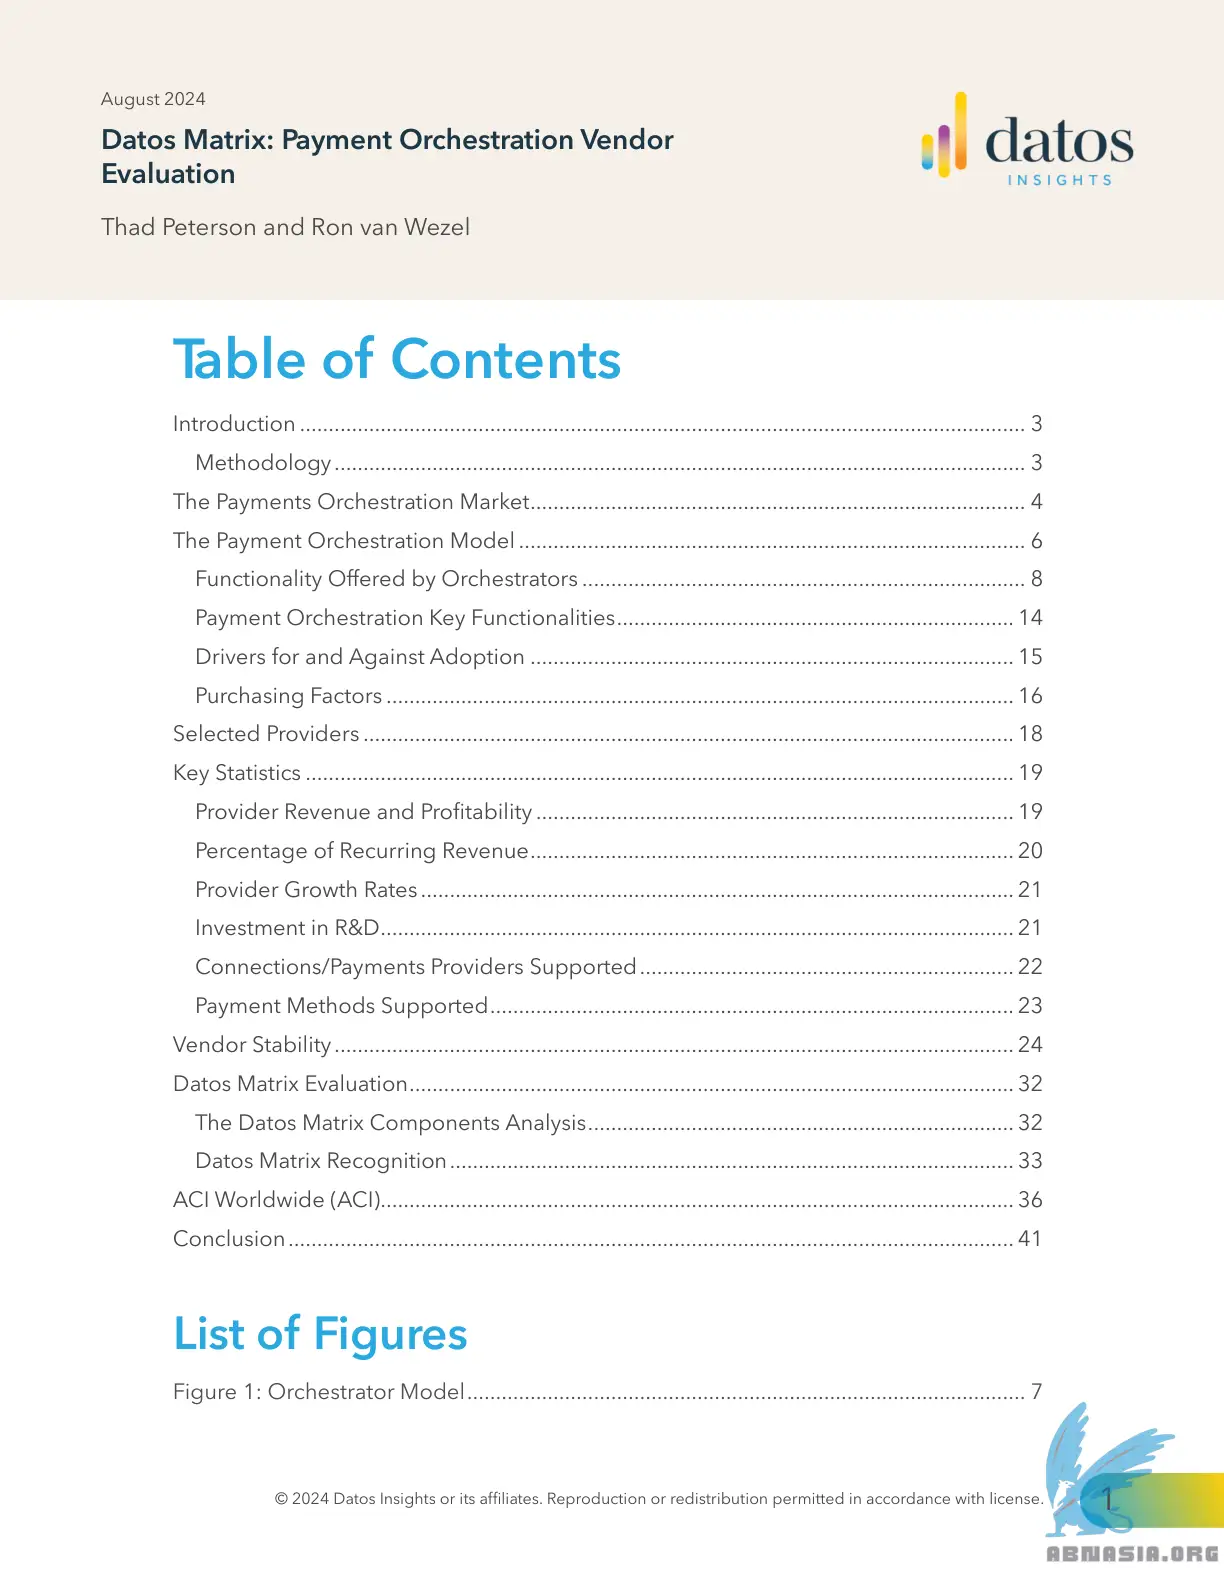 August 2024
Datos Matrix: Payment Orchestration Vendor
Evaluation
Thad Peterson and Ron van Wezel
datos
INSIGHTS
Table of Contents
Introduction ........ 3
Methodology ........ 3
The Payments Orchestration Market ........ 4
The Payment Orchestration Model ........ 6
Functionality Offered by Orchestrators ........ 8
Payment Orchestration Key Functionalities ........ 14
Drivers for and Against Adoption ........ 15
Purchasing Factors ........ 16
Selected Providers ........ 18
Key Statistics ........ 19
Provider Revenue and Profitability ........ 19
Percentage of Recurring Revenue ........ 20
Provider Growth Rates ........ 21
Investment in R&D ........ 21
Connections/Payments Providers Supported ........ 22
Payment Methods Supported ........ 23
Vendor Stability ........ 24
Datos Matrix Evaluation ........ 32
The Datos Matrix Components Analysis ........ 32
Datos Matrix Recognition ........ 33
ACI Worldwide (ACI) ........ 36
Conclusion ........ 41
List of Figures
Figure 1: Orchestrator Model ........ 7
© 2024 Datos Insights or its affiliates. Reproduction or redistribution permitted in accordance with license.
1
ABNASIA.ORG